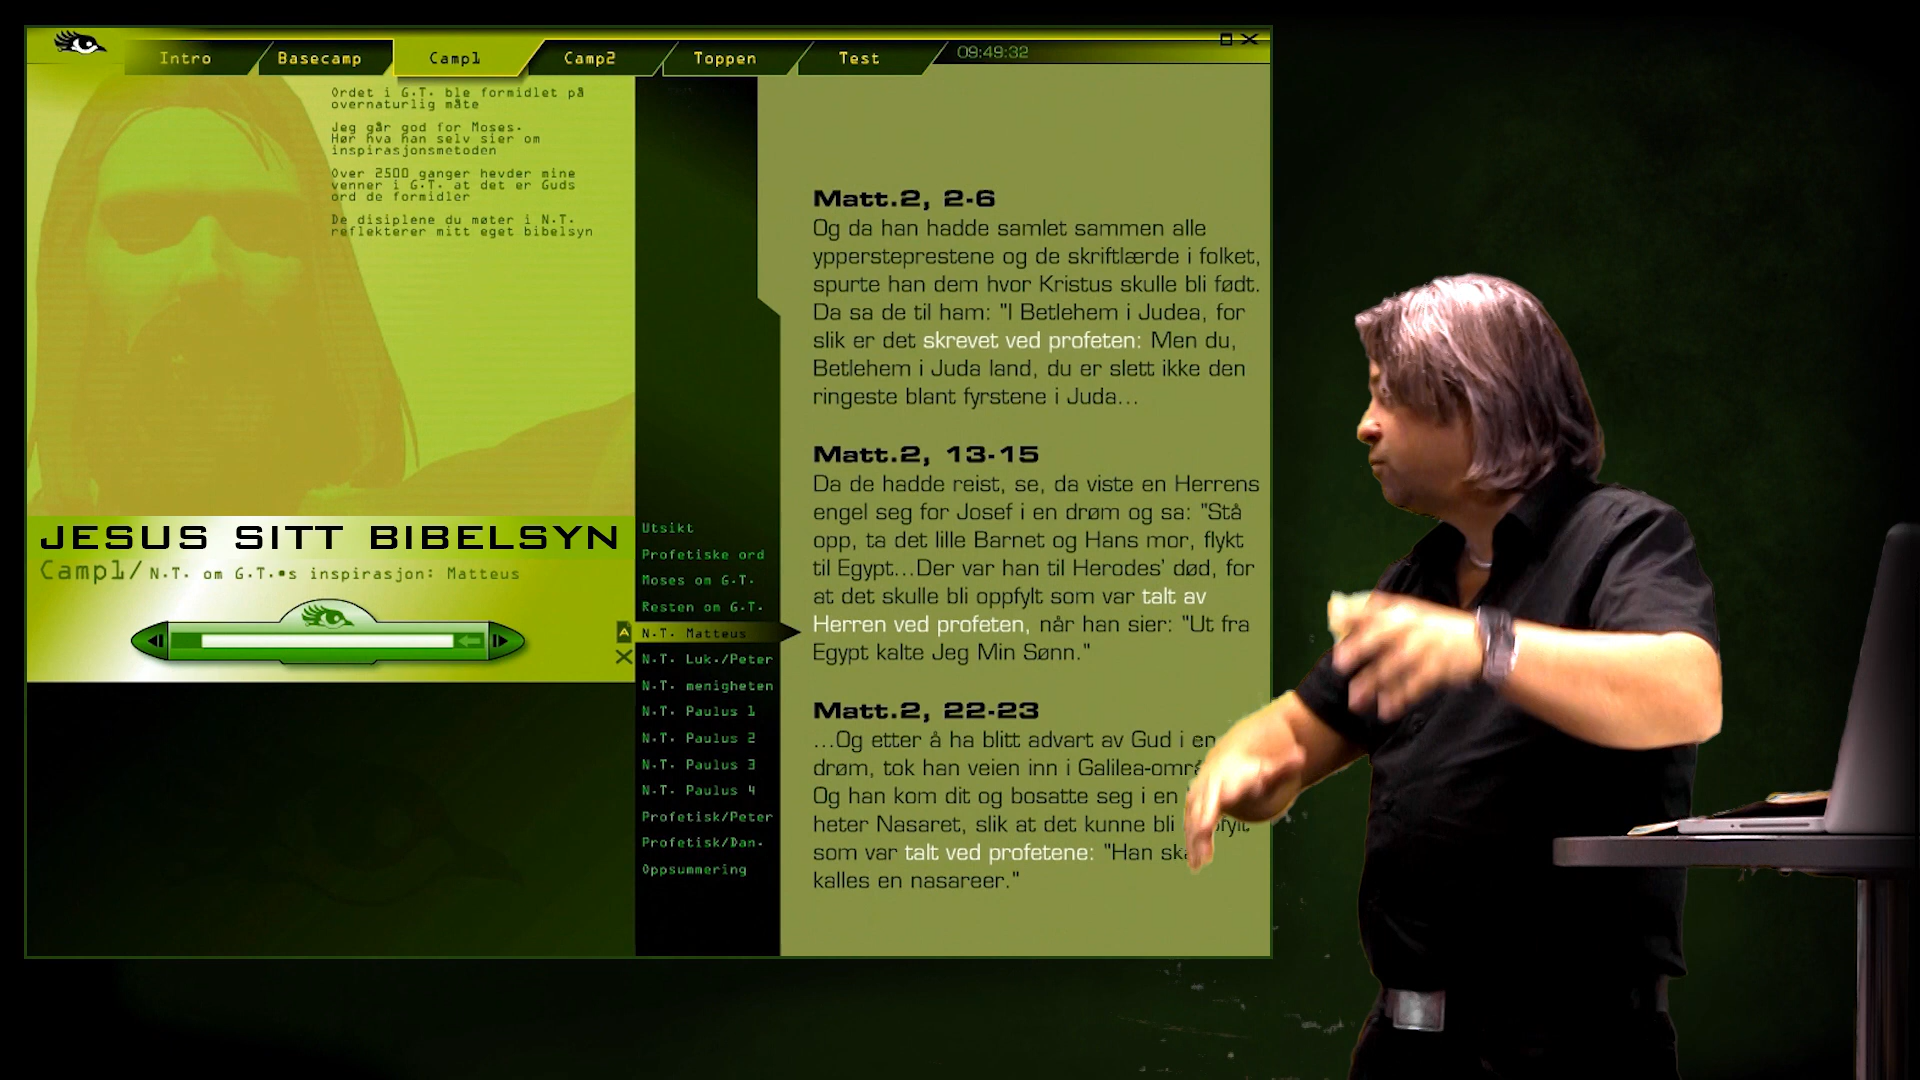 Intro
Basecamp
Camp1
Camp2
Toppen
Test
09:49:32
Ordet i G.T. ble formidlet på
overnaturlig måte
Jeg går god for Moses.
Hør hva han selv sier om
inspirasjonsmetoden
Over 2500 ganger hevder mine
venner i G.T. at det er Guds
ord de formidler
De disiplene du møter i N.T.
reflekterer mitt eget bibelsyn
JESUS SITT BIBELSYN
Camp1/N.T. om G.T.•s inspirasjon: Matteus
Utsikt
Profetiske ord
Moses om G.T.
Resten om G.T.
A N.T. Matteus
N.T. Luk./Peter
N.T. menigheten
N.T. Paulus 1
N.T. Paulus 2
N.T. Paulus 3
N.T. Paulus 4
Profetisk/Peter
Profetisk/Dan.
Oppsummering
Matt.2, 2-6
Og da han hadde samlet sammen alle
yppersteprestene og de skriftlærde i folket,
spurte han dem hvor Kristus skulle bli født.
Da sa de til ham: "I Betlehem i Judea, for
slik er det skrevet ved profeten: Men du,
Betlehem i Juda land, du er slett ikke den
ringeste blant fyrstene i Juda...
Matt.2, 13-15
Da de hadde reist, se, da viste en Herrens
engel seg for Josef i en drøm og sa: "Stå
opp, ta det lille Barnet og Hans mor, flykt
til Egypt...Der var han til Herodes' død, for
at det skulle bli oppfylt som var talt av
Herren ved profeten, når han sier: "Ut fra
Egypt kalte Jeg Min Sønn."
Matt.2, 22-23
...Og etter å ha blitt advart av Gud i en
drøm, tok han veien inn i
Og han kom dit og bosatte seg i en
heter Nasaret, slik at det kunne bli
som var talt ved profetene: "Han
kalles en nasareer."